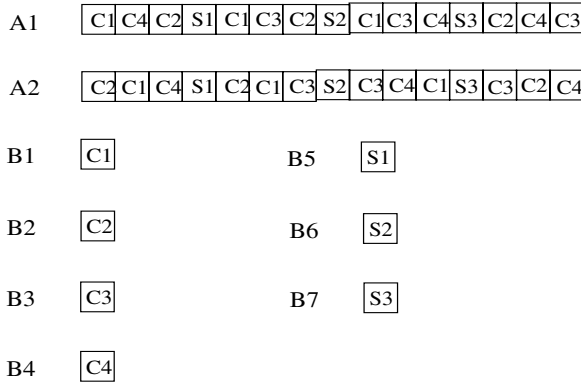 A1 C1 C4 C2 S1 C1 C3 C2 S2 C1 C3 C4 S3 C2 C4 C3
A2 C2 C1 C4 S1 C2 C1 C3 S2 C3 C4 C1 S3 C3 C2 C4
B1 C1 B5 S1
B2 C2 B6 S2
B3 C3 B7 S3
B4 C4